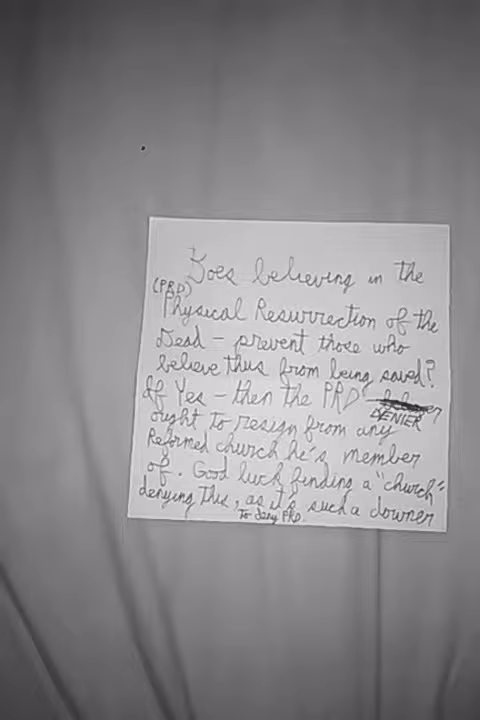 Does believing in the
(PRD)
Physical Resurrection of the
Dead – prevent those who
believe thus from being saved?
If Yes – then the PRD
DENIER
ought to resign from any
Reformed church he's member
of. Good luck finding a "church"
denying this, as it's such a downer
To deny PRD